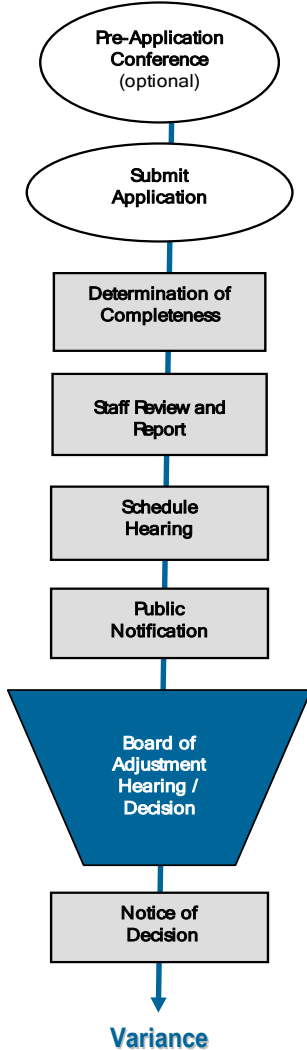 Pre-Application
Conference
(optional)
Submit
Application
Determination of
Completeness
Staff Review and
Report
Schedule
Hearing
Public
Notification
Board of
Adjustment
Hearing /
Decision
Notice of
Decision
Variance